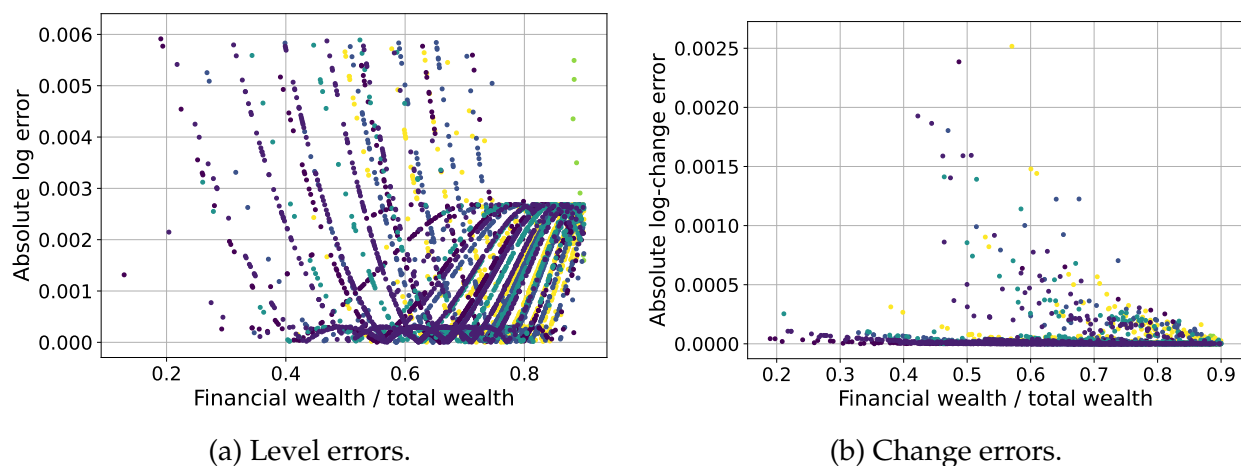 0.006
0.005
0.004
0.003
0.002
0.001
0.000
Absolute log error
0.2 0.4 0.6 0.8
Financial wealth / total wealth
(a) Level errors.
0.0025
0.0020
0.0015
0.0010
0.0005
0.0000
Absolute log-change error
0.2 0.3 0.4 0.5 0.6 0.7 0.8 0.9
Financial wealth / total wealth
(b) Change errors.